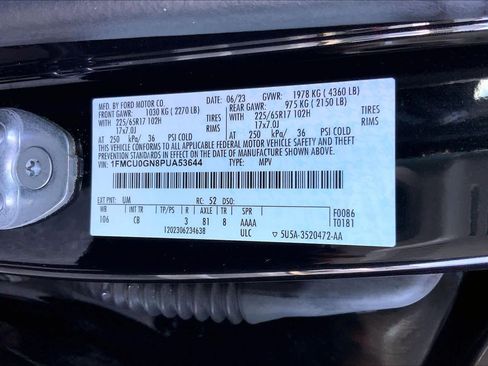 MFD. BY FORD MOTOR CO. 06/23 GVWR: 1978 KG ( 4360 LB)
FRONT GAWR: 1030 KG ( 2270 LB) REAR GAWR: 975 KG ( 2150 LB)
WITH 225/65R17 102H TIRES WITH 225/65R17 102H TIRES
17x7.0J RIMS 17x7.0J RIMS
AT 250 kPa/ 36 PSI COLD AT 250 kPa/ 36 PSI COLD
THIS VEHICLE CONFORMS TO ALL APPLICABLE FEDERAL MOTOR VEHICLE SAFETY
AND THEFT PREVENTION STANDARDS IN EFFECT ON THE DATE OF MANUFACTURE SHOWN ABOVE.
VIN: 1FMCU0GN8PUA53644 TYPE: MPV
EXT PNT: UM RC: 52 DSO:
WB INT TR TP/PS R AXLE TR SPR F0086
106 CB 3 81 8 AAAA T0181
1202306234638 ULC 5U5A-3520472-AA